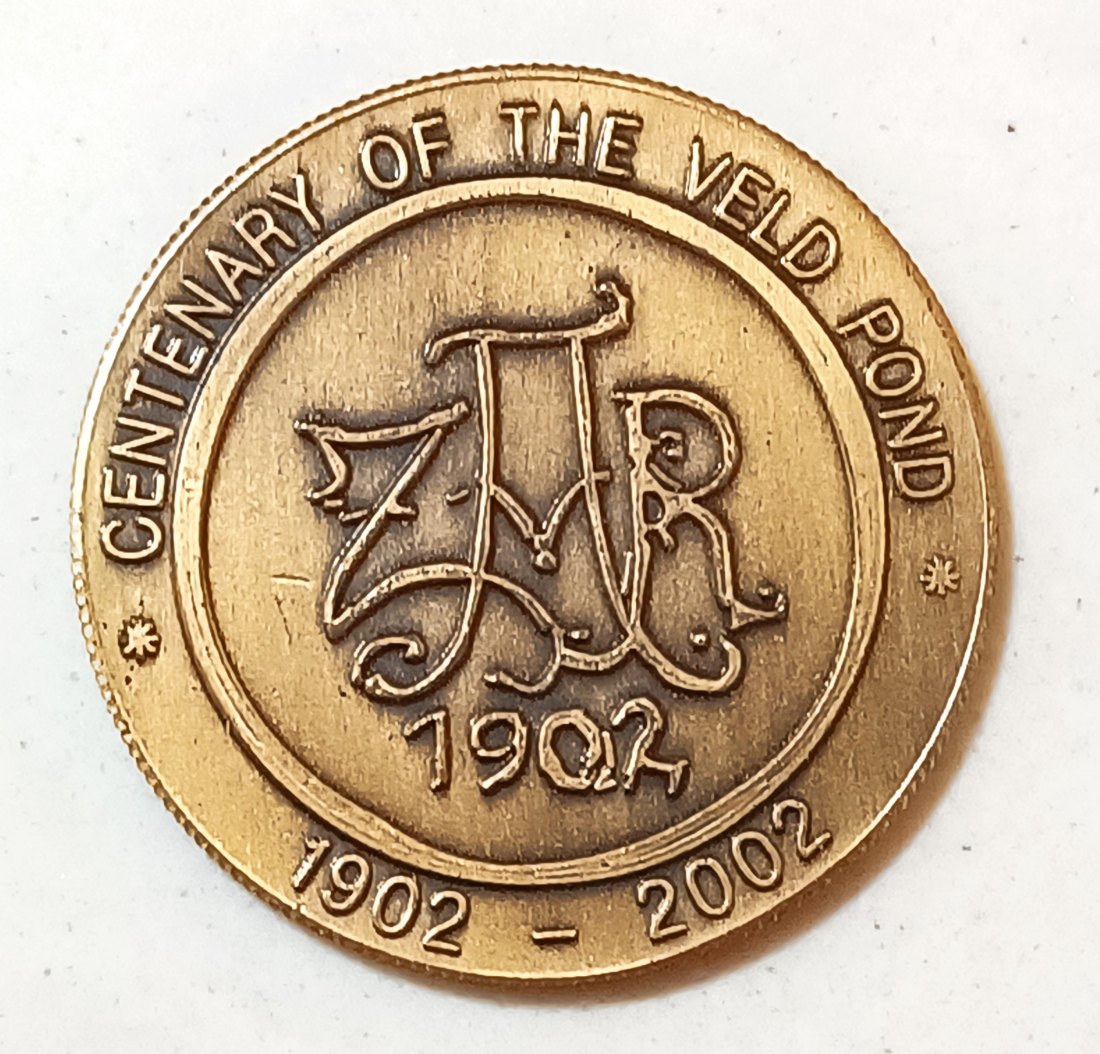 CENTENARY OF THE VELD POND
ZAR
1902
1902 – 2002